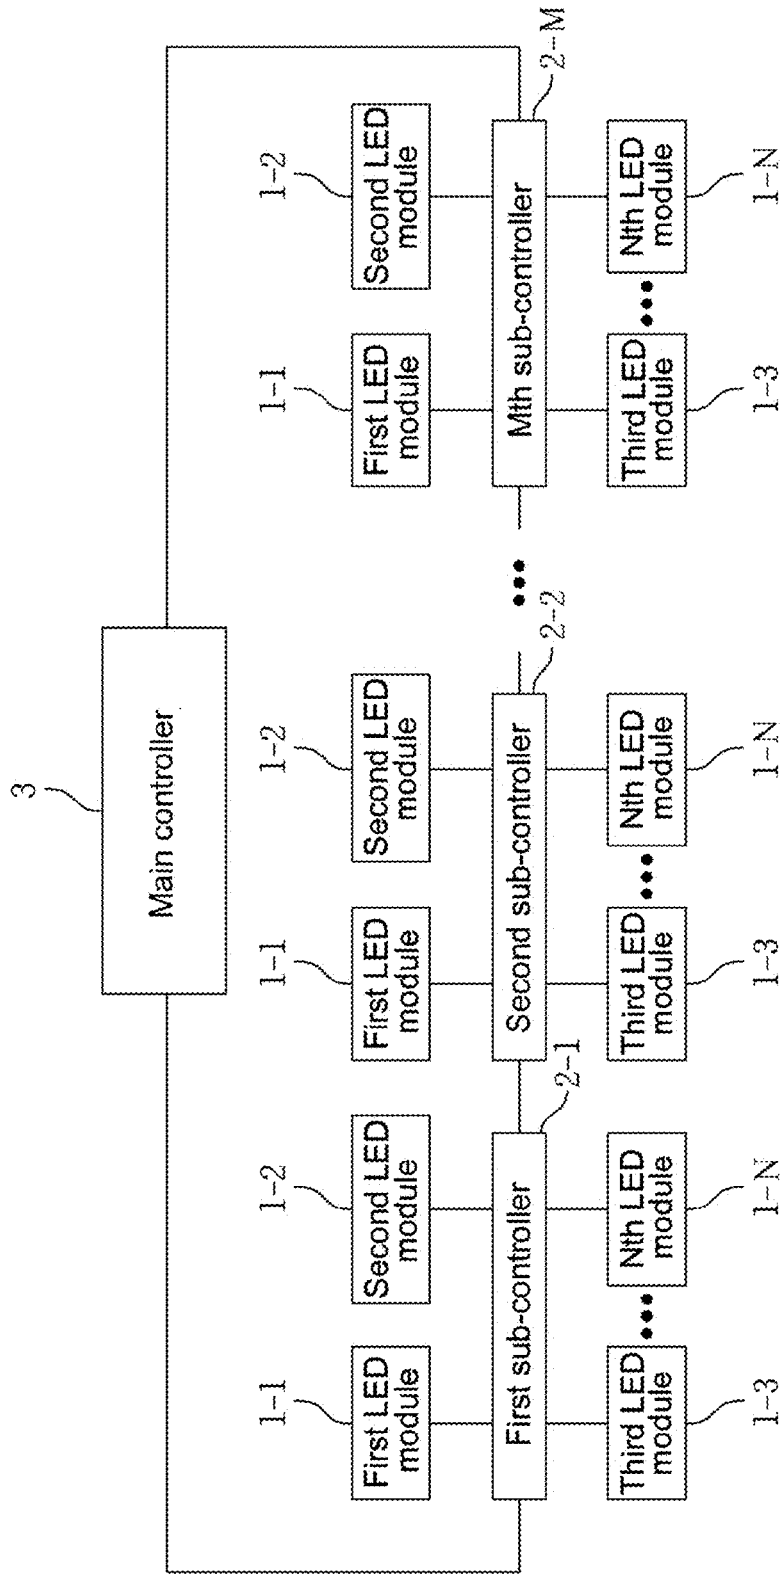 3
Main controller
1-1
1-2
1-1
1-2
1-1
1-2
First LED
module
Second LED
module
First LED
module
Second LED
module
First LED
module
Second LED
module
First sub-controller
2-1
Second sub-controller
2-2
•••
Mth sub-controller
2-M
Third LED
module
•••
Nth LED
module
Third LED
module
•••
Nth LED
module
Third LED
module
•••
Nth LED
module
1-3
1-N
1-3
1-N
1-3
1-N